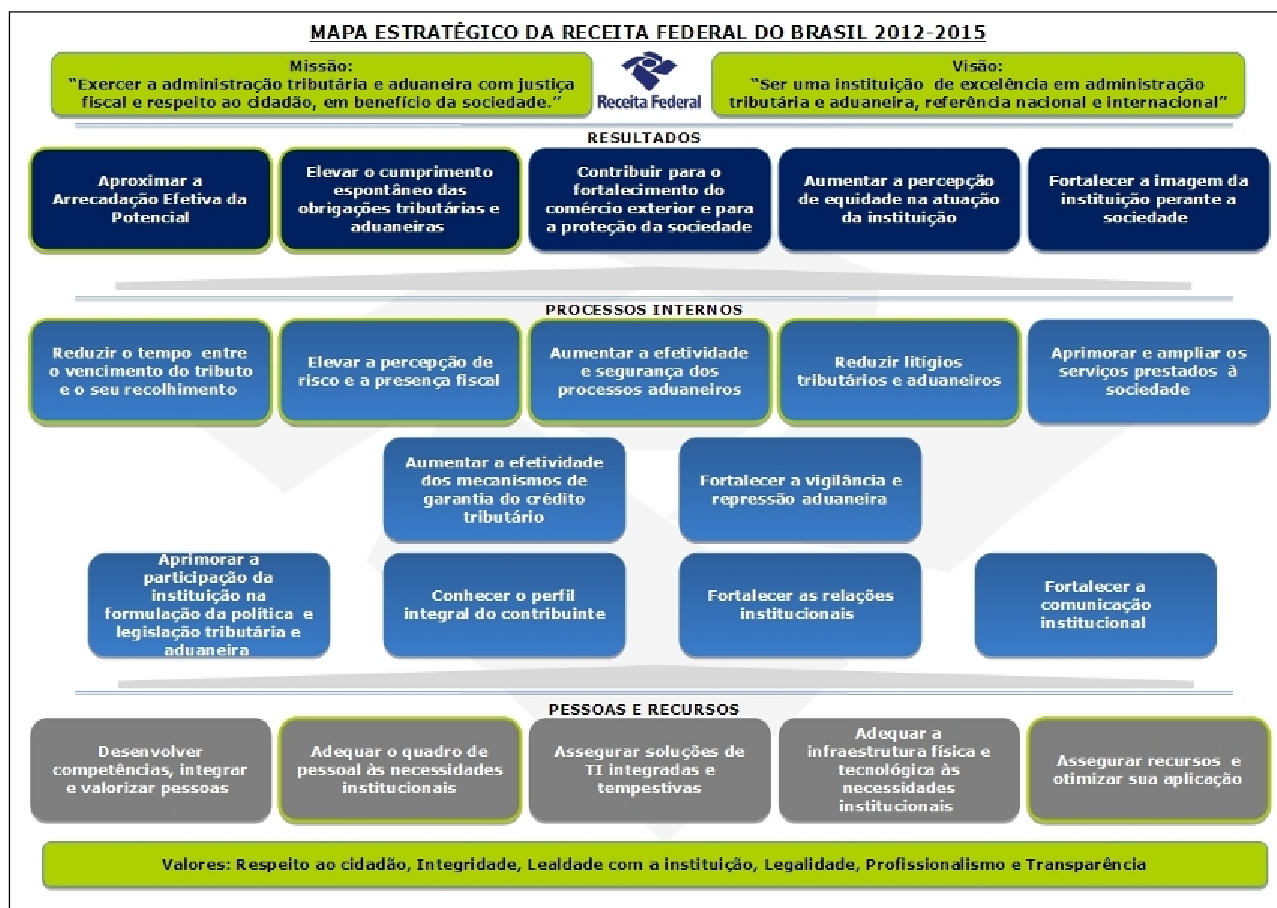 MAPA ESTRATÉGICO DA RECEITA FEDERAL DO BRASIL 2012-2015
Missão:
“Exercer a administração tributária e aduaneira com justiça
fiscal e respeito ao cidadão, em benefício da sociedade.”
Receita Federal
Visão:
“Ser uma instituição de excelência em administração
tributária e aduaneira, referência nacional e internacional”
RESULTADOS
Aproximar a
Arrecadação Efetiva da
Potencial
Elevar o cumprimento
espontâneo das
obrigações tributárias e
aduaneiras
Contribuir para o
fortalecimento do
comércio exterior e para
a proteção da sociedade
Aumentar a percepção
de equidade na atuação
da instituição
Fortalecer a imagem da
instituição perante a
sociedade
PROCESSOS INTERNOS
Reduzir o tempo entre
o vencimento do tributo
e o seu recolhimento
Elevar a percepção de
risco e a presença fiscal
Aumentar a efetividade
e segurança dos
processos aduaneiros
Reduzir litígios
tributários e aduaneiros
Aprimorar e ampliar os
serviços prestados à
sociedade
Aumentar a efetividade
dos mecanismos de
garantia do crédito
tributário
Fortalecer a vigilância e
repressão aduaneira
Aprimorar a
participação da
instituição na
formulação da política e
legislação tributária e
aduaneira
Conhecer o perfil
integral do contribuinte
Fortalecer as relações
institucionais
Fortalecer a
comunicação
institucional
PESSOAS E RECURSOS
Desenvolver
competências, integrar
e valorizar pessoas
Adequar o quadro de
pessoal às necessidades
institucionais
Assegurar soluções de
TI integradas e
tempestivas
Adequar a
infraestrutura física e
tecnológica às
necessidades
institucionais
Assegurar recursos e
otimizar sua aplicação
Valores: Respeito ao cidadão, Integridade, Lealdade com a instituição, Legalidade, Profissionalismo e Transparência